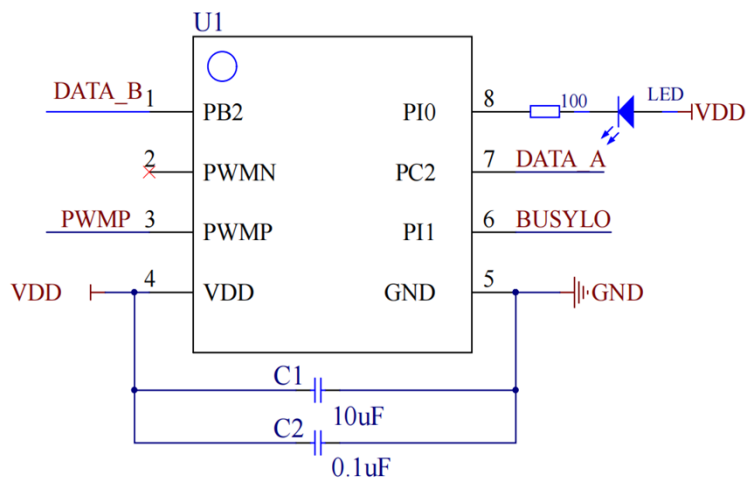 U1
DATA_B 1 PB2 PI0 8 100 LED VDD
2 PWMN PC2 7 DATA_A
PWMP 3 PWMP PI1 6 BUSYLO
VDD 4 VDD GND 5 GND
C1
10uF
C2
0.1uF